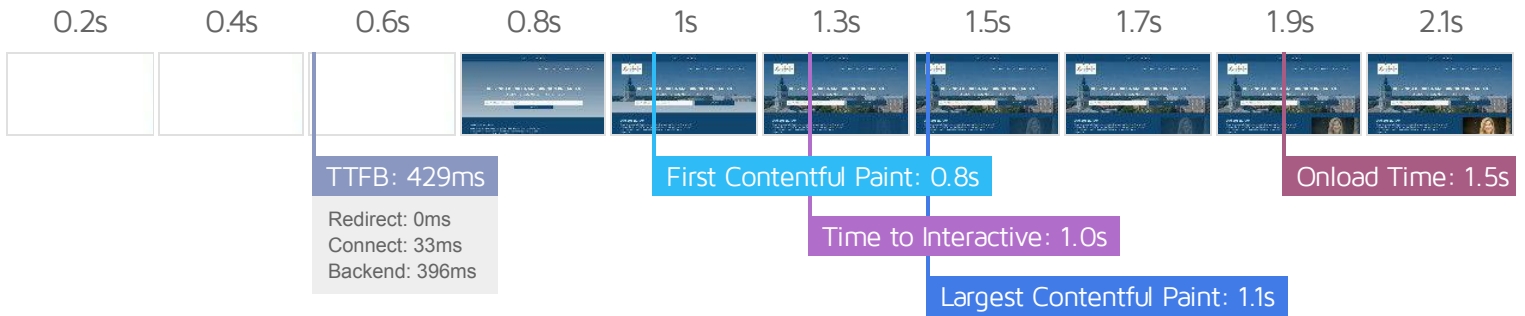 0.2s 0.4s 0.6s 0.8s 1s 1.3s 1.5s 1.7s 1.9s 2.1s
TTFB: 429ms
First Contentful Paint: 0.8s
Onload Time: 1.5s
Redirect: 0ms
Connect: 33ms
Backend: 396ms
Time to Interactive: 1.0s
Largest Contentful Paint: 1.1s